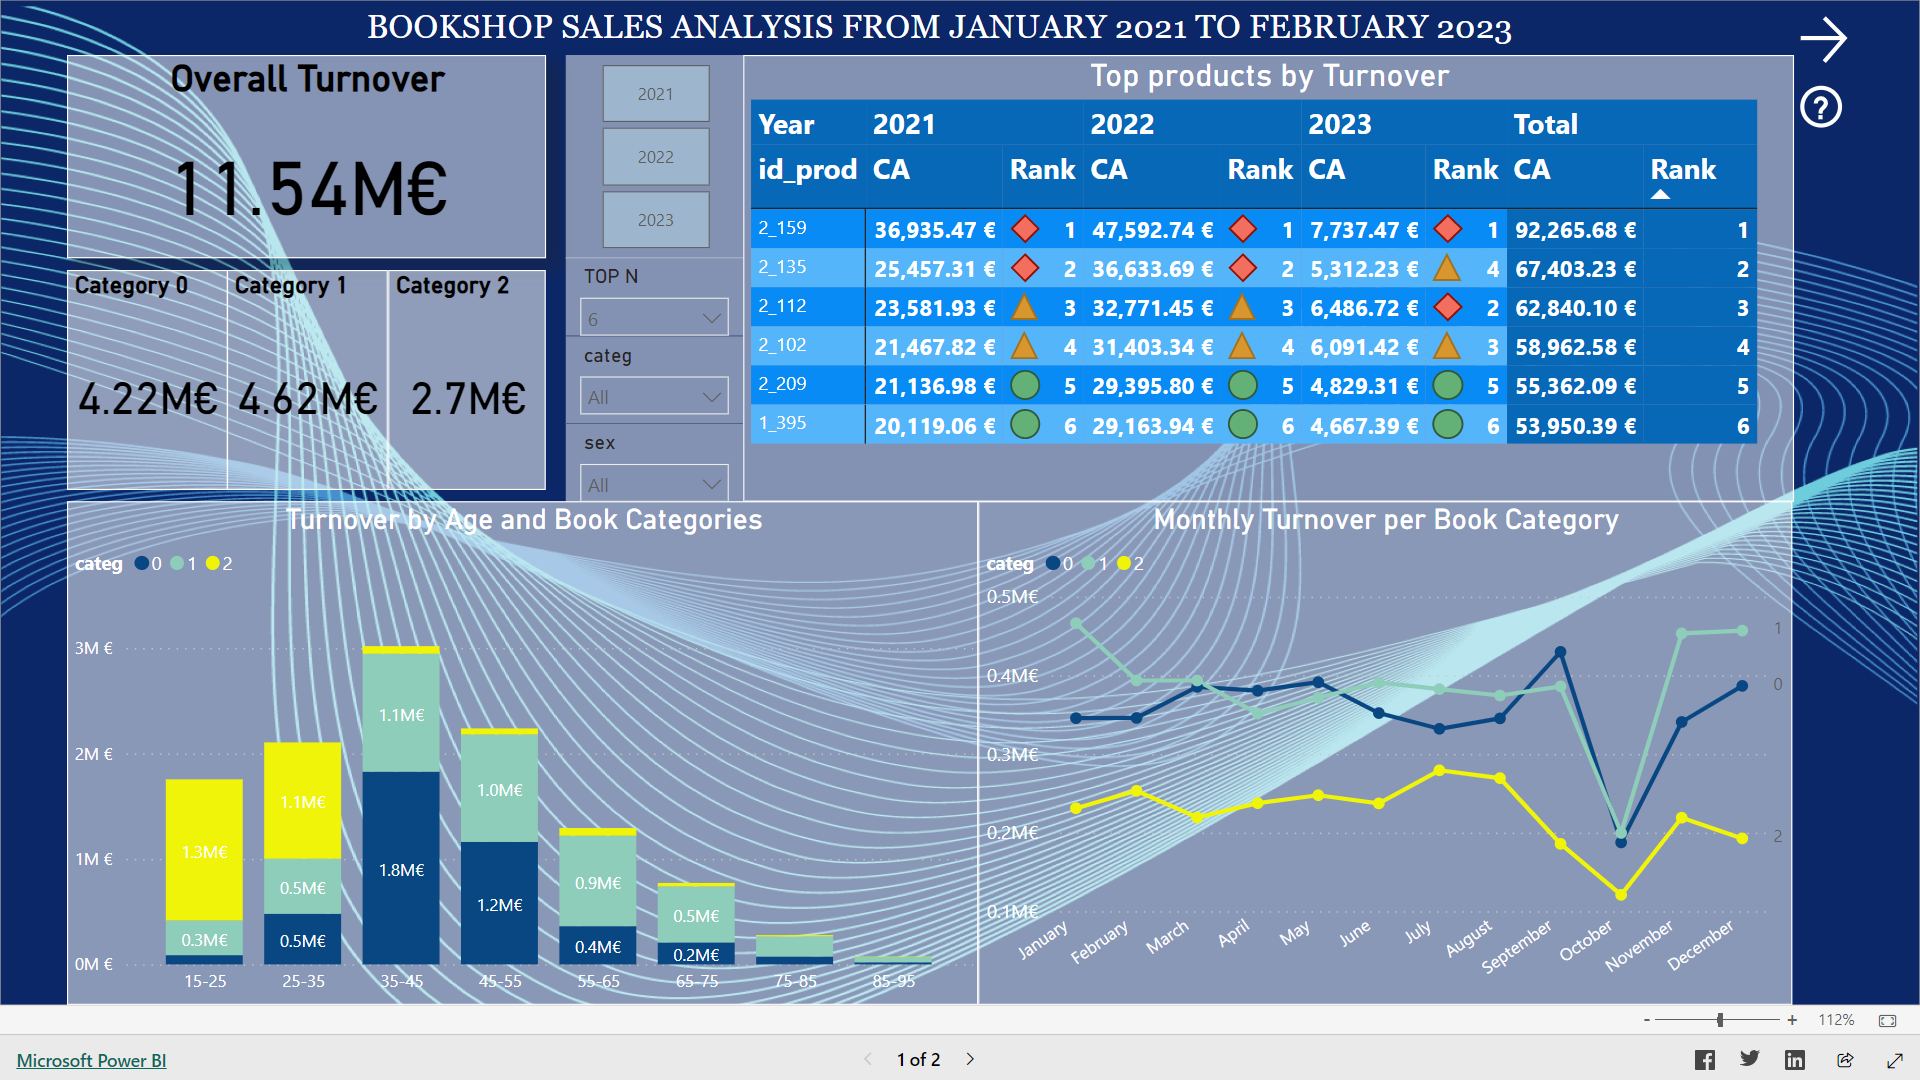 BOOKSHOP SALES ANALYSIS FROM JANUARY 2021 TO FEBRUARY 2023
Overall Turnover
11.54M€
Category 0
4.22M€
Category 1
4.62M€
Category 2
2.7M€
2021
2022
2023
TOP N
6
categ
All
sex
All
Top products by Turnover
Year 2021 2022 2023 Total
id_prod CA Rank CA Rank CA Rank CA Rank
2_159 36,935.47 € 1 47,592.74 € 1 7,737.47 € 1 92,265.68 € 1
2_135 25,457.31 € 2 36,633.69 € 2 5,312.23 € 4 67,403.23 € 2
2_112 23,581.93 € 3 32,771.45 € 3 6,486.72 € 2 62,840.10 € 3
2_102 21,467.82 € 4 31,403.34 € 4 6,091.42 € 3 58,962.58 € 4
2_209 21,136.98 € 5 29,395.80 € 5 4,829.31 € 5 55,362.09 € 5
1_395 20,119.06 € 6 29,163.94 € 6 4,667.39 € 6 53,950.39 € 6
?
Turnover by Age and Book Categories
categ 0 1 2
3M €
2M €
1M €
0M €
1.3M€
0.3M€
1.1M€
0.5M€
0.5M€
1.1M€
1.8M€
1.0M€
1.2M€
0.9M€
0.4M€
0.5M€
0.2M€
15-25 25-35 35-45 45-55 55-65 65-75 75-85 85-95
Monthly Turnover per Book Category
categ 0 1 2
0.5M€
0.4M€
0.3M€
0.2M€
0.1M€
1
0
2
January February March April May June July August September October November December
- + 112%
Microsoft Power BI
1 of 2